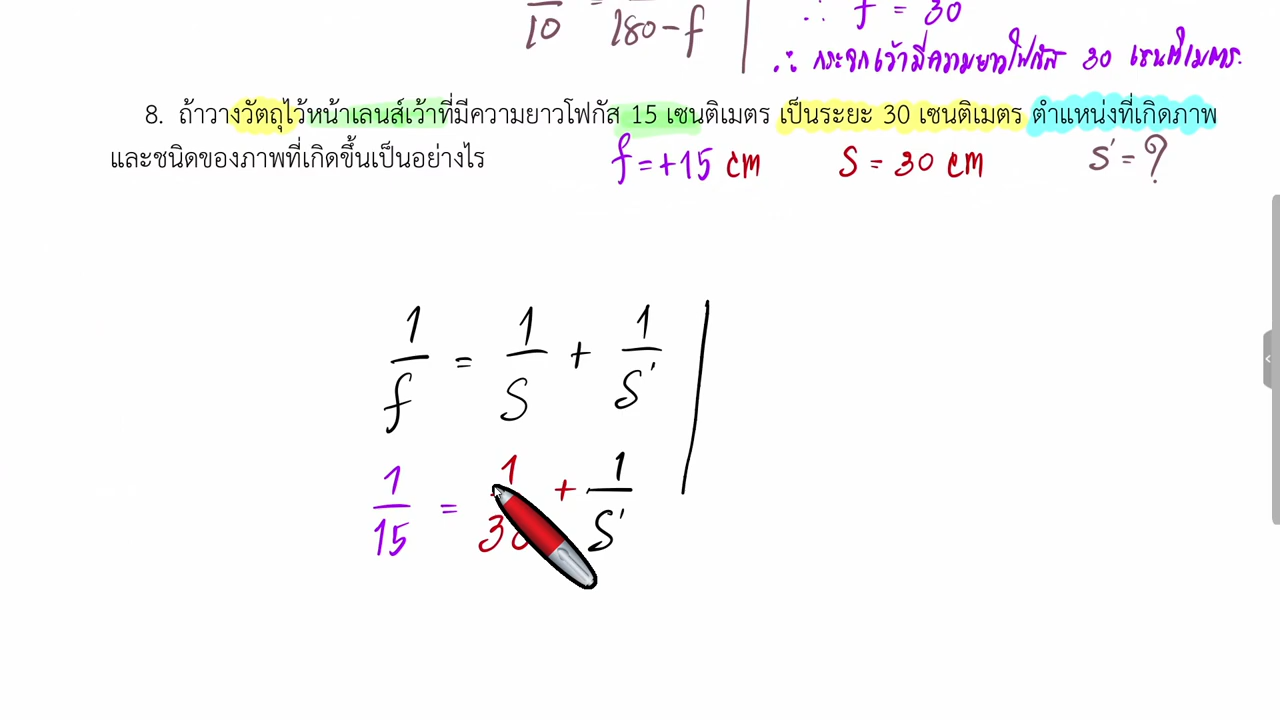 1/10 = 180-f
∴ f = 30
∴ กระจกเว้ามีความยาวโฟกัส 30 เซนติเมตร.
8. ถ้าวางวัตถุไว้หน้าเลนส์เว้าที่มีความยาวโฟกัส 15 เซนติเมตร เป็นระยะ 30 เซนติเมตร ตำแหน่งที่เกิดภาพ
และชนิดของภาพที่เกิดขึ้นเป็นอย่างไร
f = +15 cm S = 30 cm S' = ?
1/f = 1/S + 1/S'
1/15 = 1/30 + 1/S'